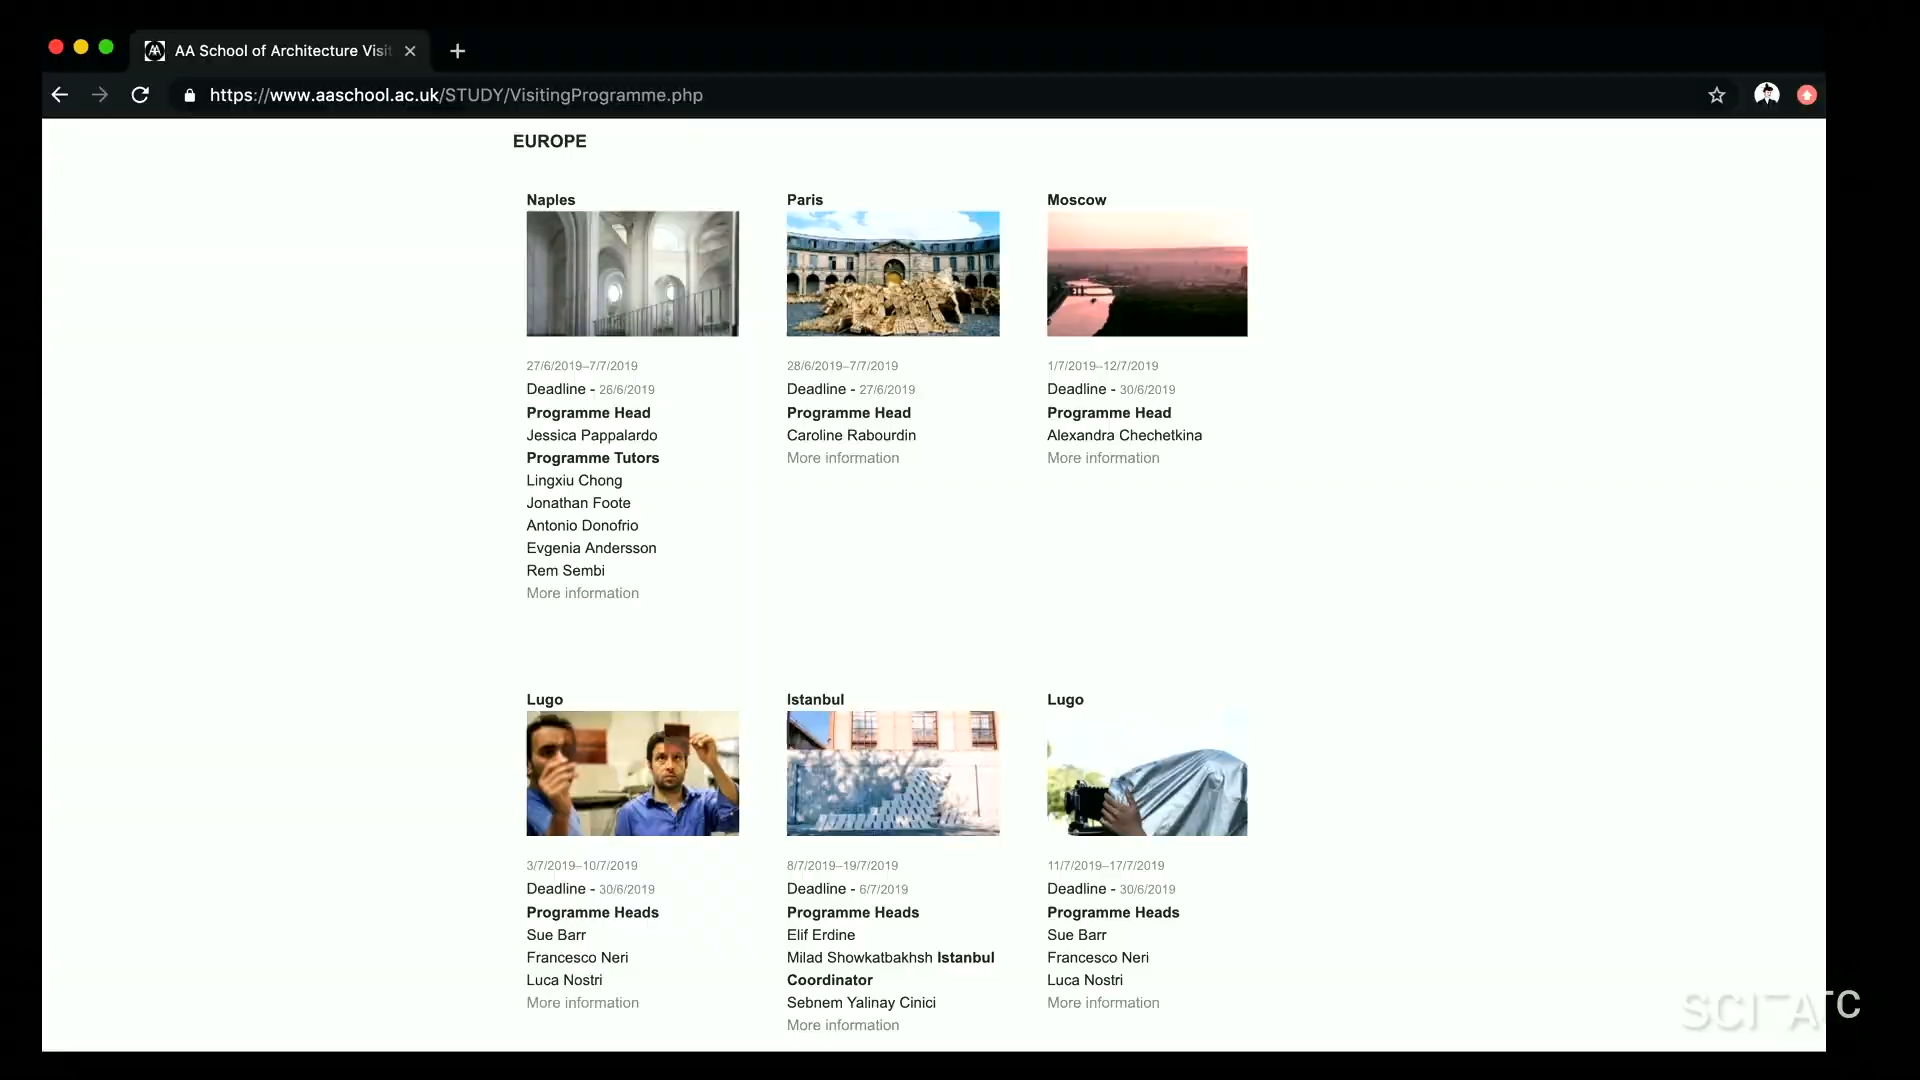 AA School of Architecture Visit
https://www.aaschool.ac.uk/STUDY/VisitingProgramme.php
EUROPE
Naples
27/6/2019–7/7/2019
Deadline - 26/6/2019
Programme Head
Jessica Pappalardo
Programme Tutors
Lingxiu Chong
Jonathan Foote
Antonio Donofrio
Evgenia Andersson
Rem Sembi
More information
Paris
28/6/2019–7/7/2019
Deadline - 27/6/2019
Programme Head
Caroline Rabourdin
More information
Moscow
1/7/2019–12/7/2019
Deadline - 30/6/2019
Programme Head
Alexandra Chechetkina
More information
Lugo
3/7/2019–10/7/2019
Deadline - 30/6/2019
Programme Heads
Sue Barr
Francesco Neri
Luca Nostri
More information
Istanbul
8/7/2019–19/7/2019
Deadline - 6/7/2019
Programme Heads
Elif Erdine
Milad Showkatbakhsh Istanbul
Coordinator
Sebnem Yalinay Cinici
More information
Lugo
11/7/2019–17/7/2019
Deadline - 30/6/2019
Programme Heads
Sue Barr
Francesco Neri
Luca Nostri
More information